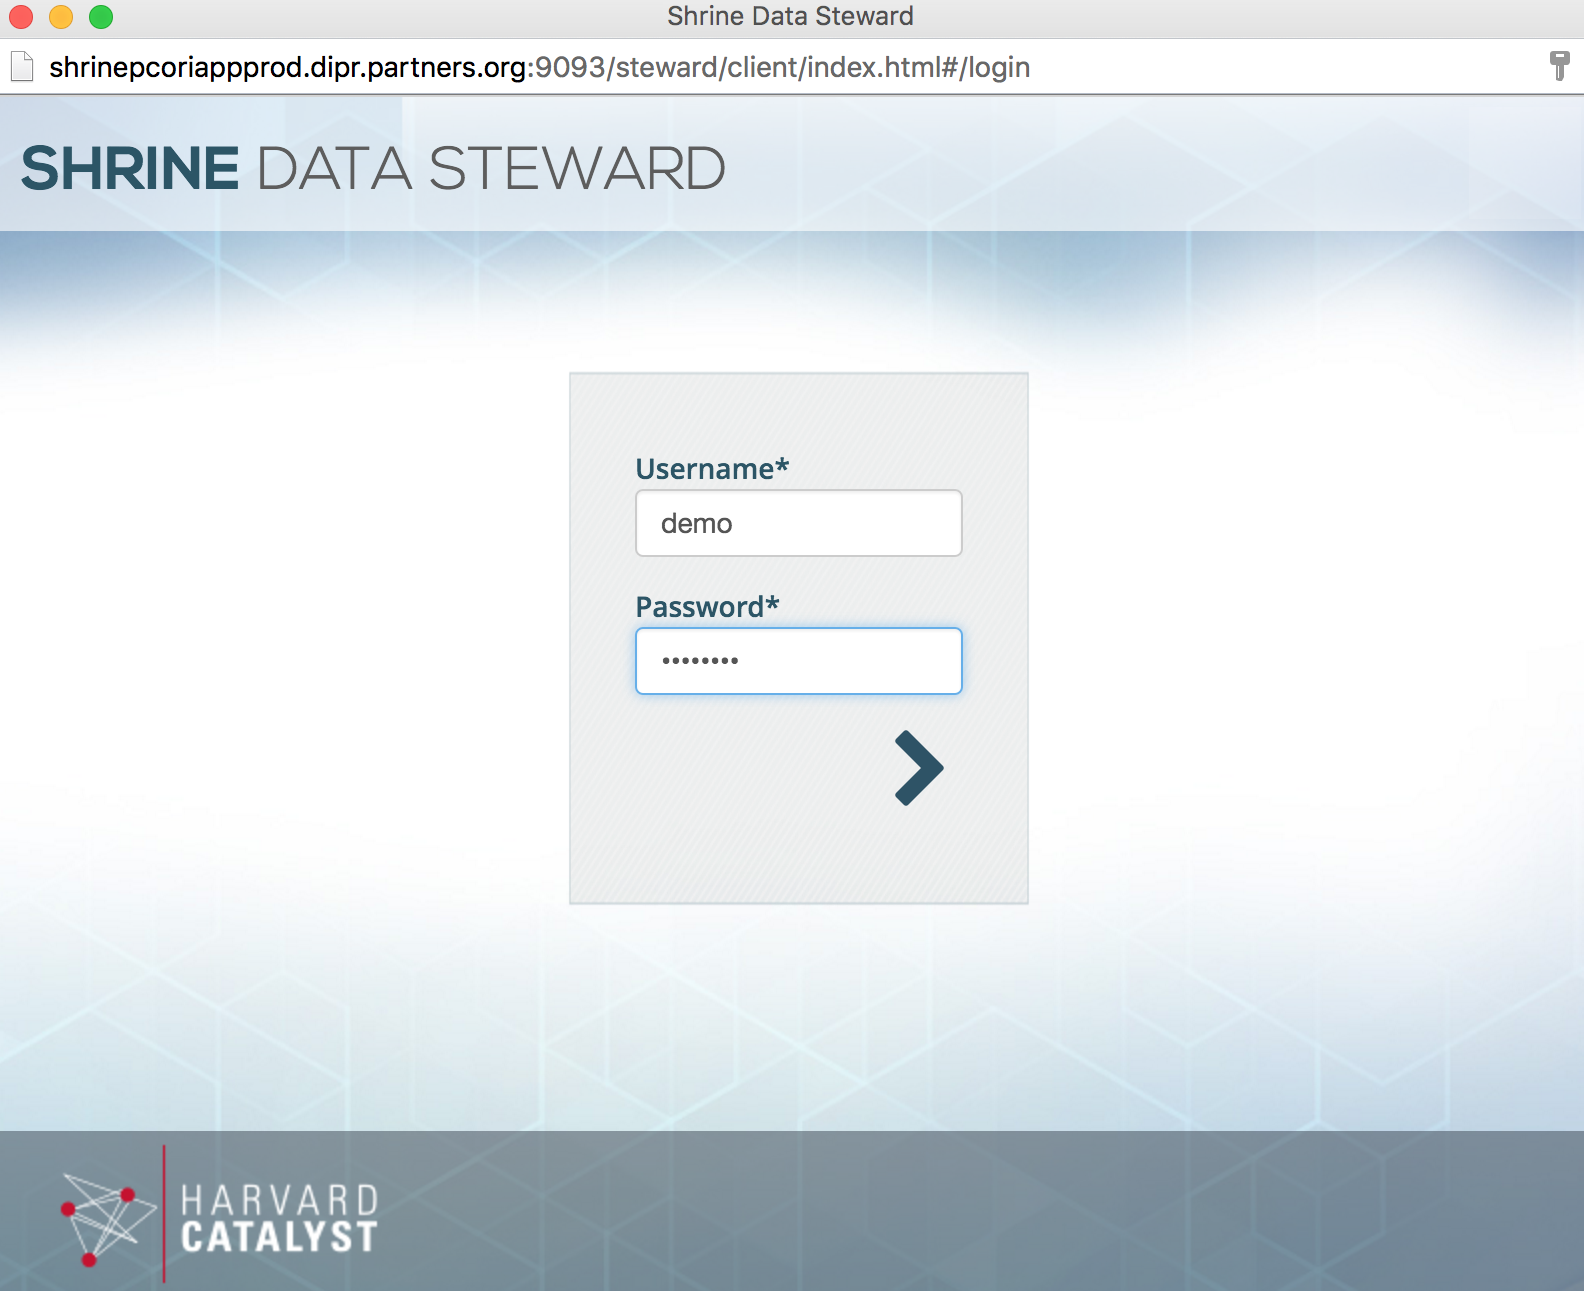 Shrine Data Steward
shrinepcoriappprod.dipr.partners.org:9093/steward/client/index.html#/login
SHRINE DATA STEWARD
Username*
demo
Password*
••••••••
HARVARD
CATALYST